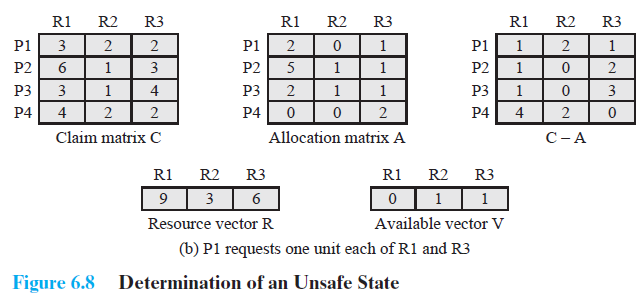 R1 R2 R3 R1 R2 R3 R1 R2 R3
P1 3 2 2 P1 2 0 1 P1 1 2 1
P2 6 1 3 P2 5 1 1 P2 1 0 2
P3 3 1 4 P3 2 1 1 P3 1 0 3
P4 4 2 2 P4 0 0 2 P4 4 2 0
Claim matrix C Allocation matrix A C – A
R1 R2 R3 R1 R2 R3
9 3 6 0 1 1
Resource vector R Available vector V
(b) P1 requests one unit each of R1 and R3
Figure 6.8 Determination of an Unsafe State